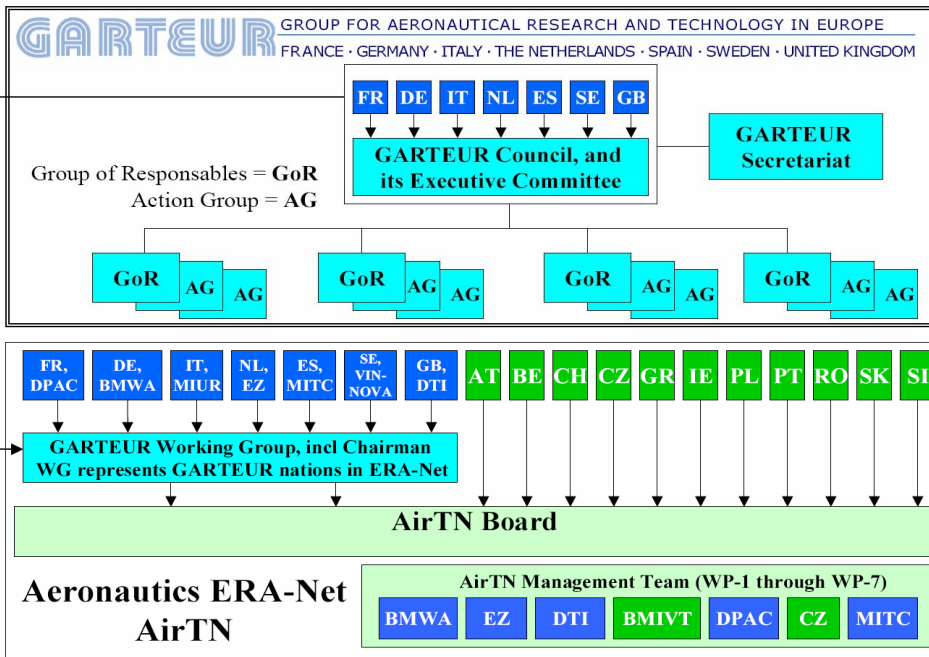 GARTEUR
GROUP FOR AERONAUTICAL RESEARCH AND TECHNOLOGY IN EUROPE
FRANCE · GERMANY · ITALY · THE NETHERLANDS · SPAIN · SWEDEN · UNITED KINGDOM
FR DE IT NL ES SE GB
GARTEUR Council, and
its Executive Committee
GARTEUR
Secretariat
Group of Responsables = GoR
Action Group = AG
GoR AG AG GoR AG AG GoR AG AG GoR AG AG
FR,
DPAC
DE,
BMWA
IT,
MIUR
NL,
EZ
ES,
MITC
SE,
VIN-
NOVA
GB,
DTI
AT BE CH CZ GR IE PL PT RO SK SI
GARTEUR Working Group, incl Chairman
WG represents GARTEUR nations in ERA-Net
AirTN Board
Aeronautics ERA-Net
AirTN
AirTN Management Team (WP-1 through WP-7)
BMWA EZ DTI BMIVT DPAC CZ MITC